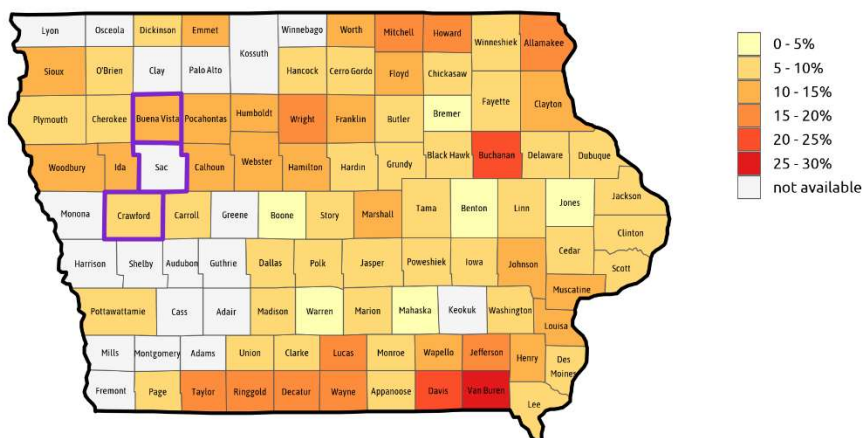 Lyon Osceola Dickinson Emmet Winnebago Worth Mitchell Howard Winneshiek Allamakee
Kossuth
Sioux O'Brien Clay Palo Alto Hancock Cerro Gordo Floyd Chickasaw
Plymouth Cherokee Buena Vista Pocahontas Humboldt Wright Franklin Butler Bremer Fayette Clayton
Woodbury Ida Sac Calhoun Webster Hamilton Hardin Grundy Black Hawk Buchanan Delaware Dubuque
Monona Crawford Carroll Greene Boone Story Marshall Tama Benton Linn Jones Jackson
Clinton
Harrison Shelby Audubon Guthrie Dallas Polk Jasper Poweshiek Iowa Johnson Cedar Scott
Muscatine
Pottawattamie Cass Adair Madison Warren Marion Mahaska Keokuk Washington Louisa
Mills Montgomery Adams Union Clarke Lucas Monroe Wapello Jefferson Henry Des
Moines
Fremont Page Taylor Ringgold Decatur Wayne Appanoose Davis Van Buren Lee
0 - 5%
5 - 10%
10 - 15%
15 - 20%
20 - 25%
25 - 30%
not available